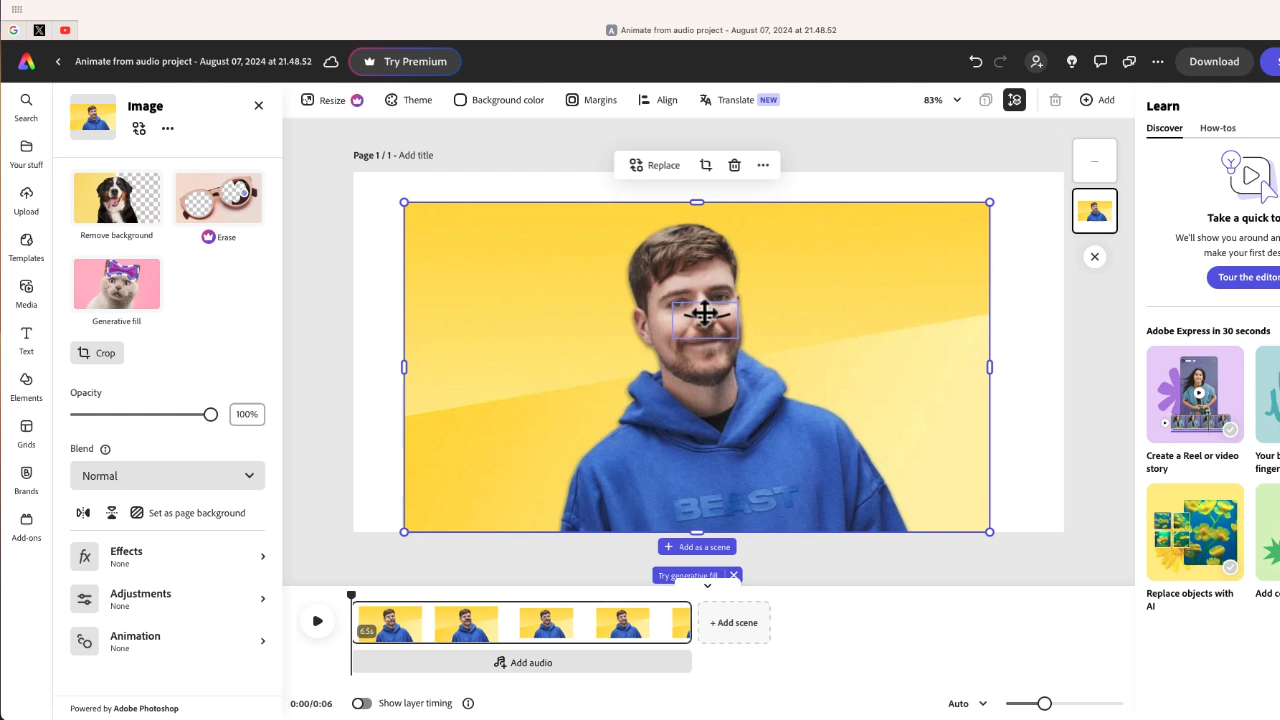 Animate from audio project - August 07, 2024 at 21.48.52
Animate from audio project - August 07, 2024 at 21.48.52
Try Premium
Download
Search
Your stuff
Upload
Templates
Media
Text
Elements
Grids
Brands
Add-ons
Image
Remove background
Erase
Generative fill
Crop
Opacity
100%
Blend
Normal
Set as page background
Effects
None
Adjustments
None
Animation
None
Powered by Adobe Photoshop
Resize
Theme
Background color
Margins
Align
Translate NEW
83%
Add
Page 1 / 1 - Add title
Replace
BEAST
+ Add as a scene
Try generative fill
6.5s
+ Add scene
Add audio
0:00/0:06
Show layer timing
Auto
Learn
Discover
How-tos
Take a quick to
We'll show you around an
make your first des
Tour the editor
Adobe Express in 30 seconds
Create a Reel or video
story
Your b
finger
Replace objects with
AI
Add co